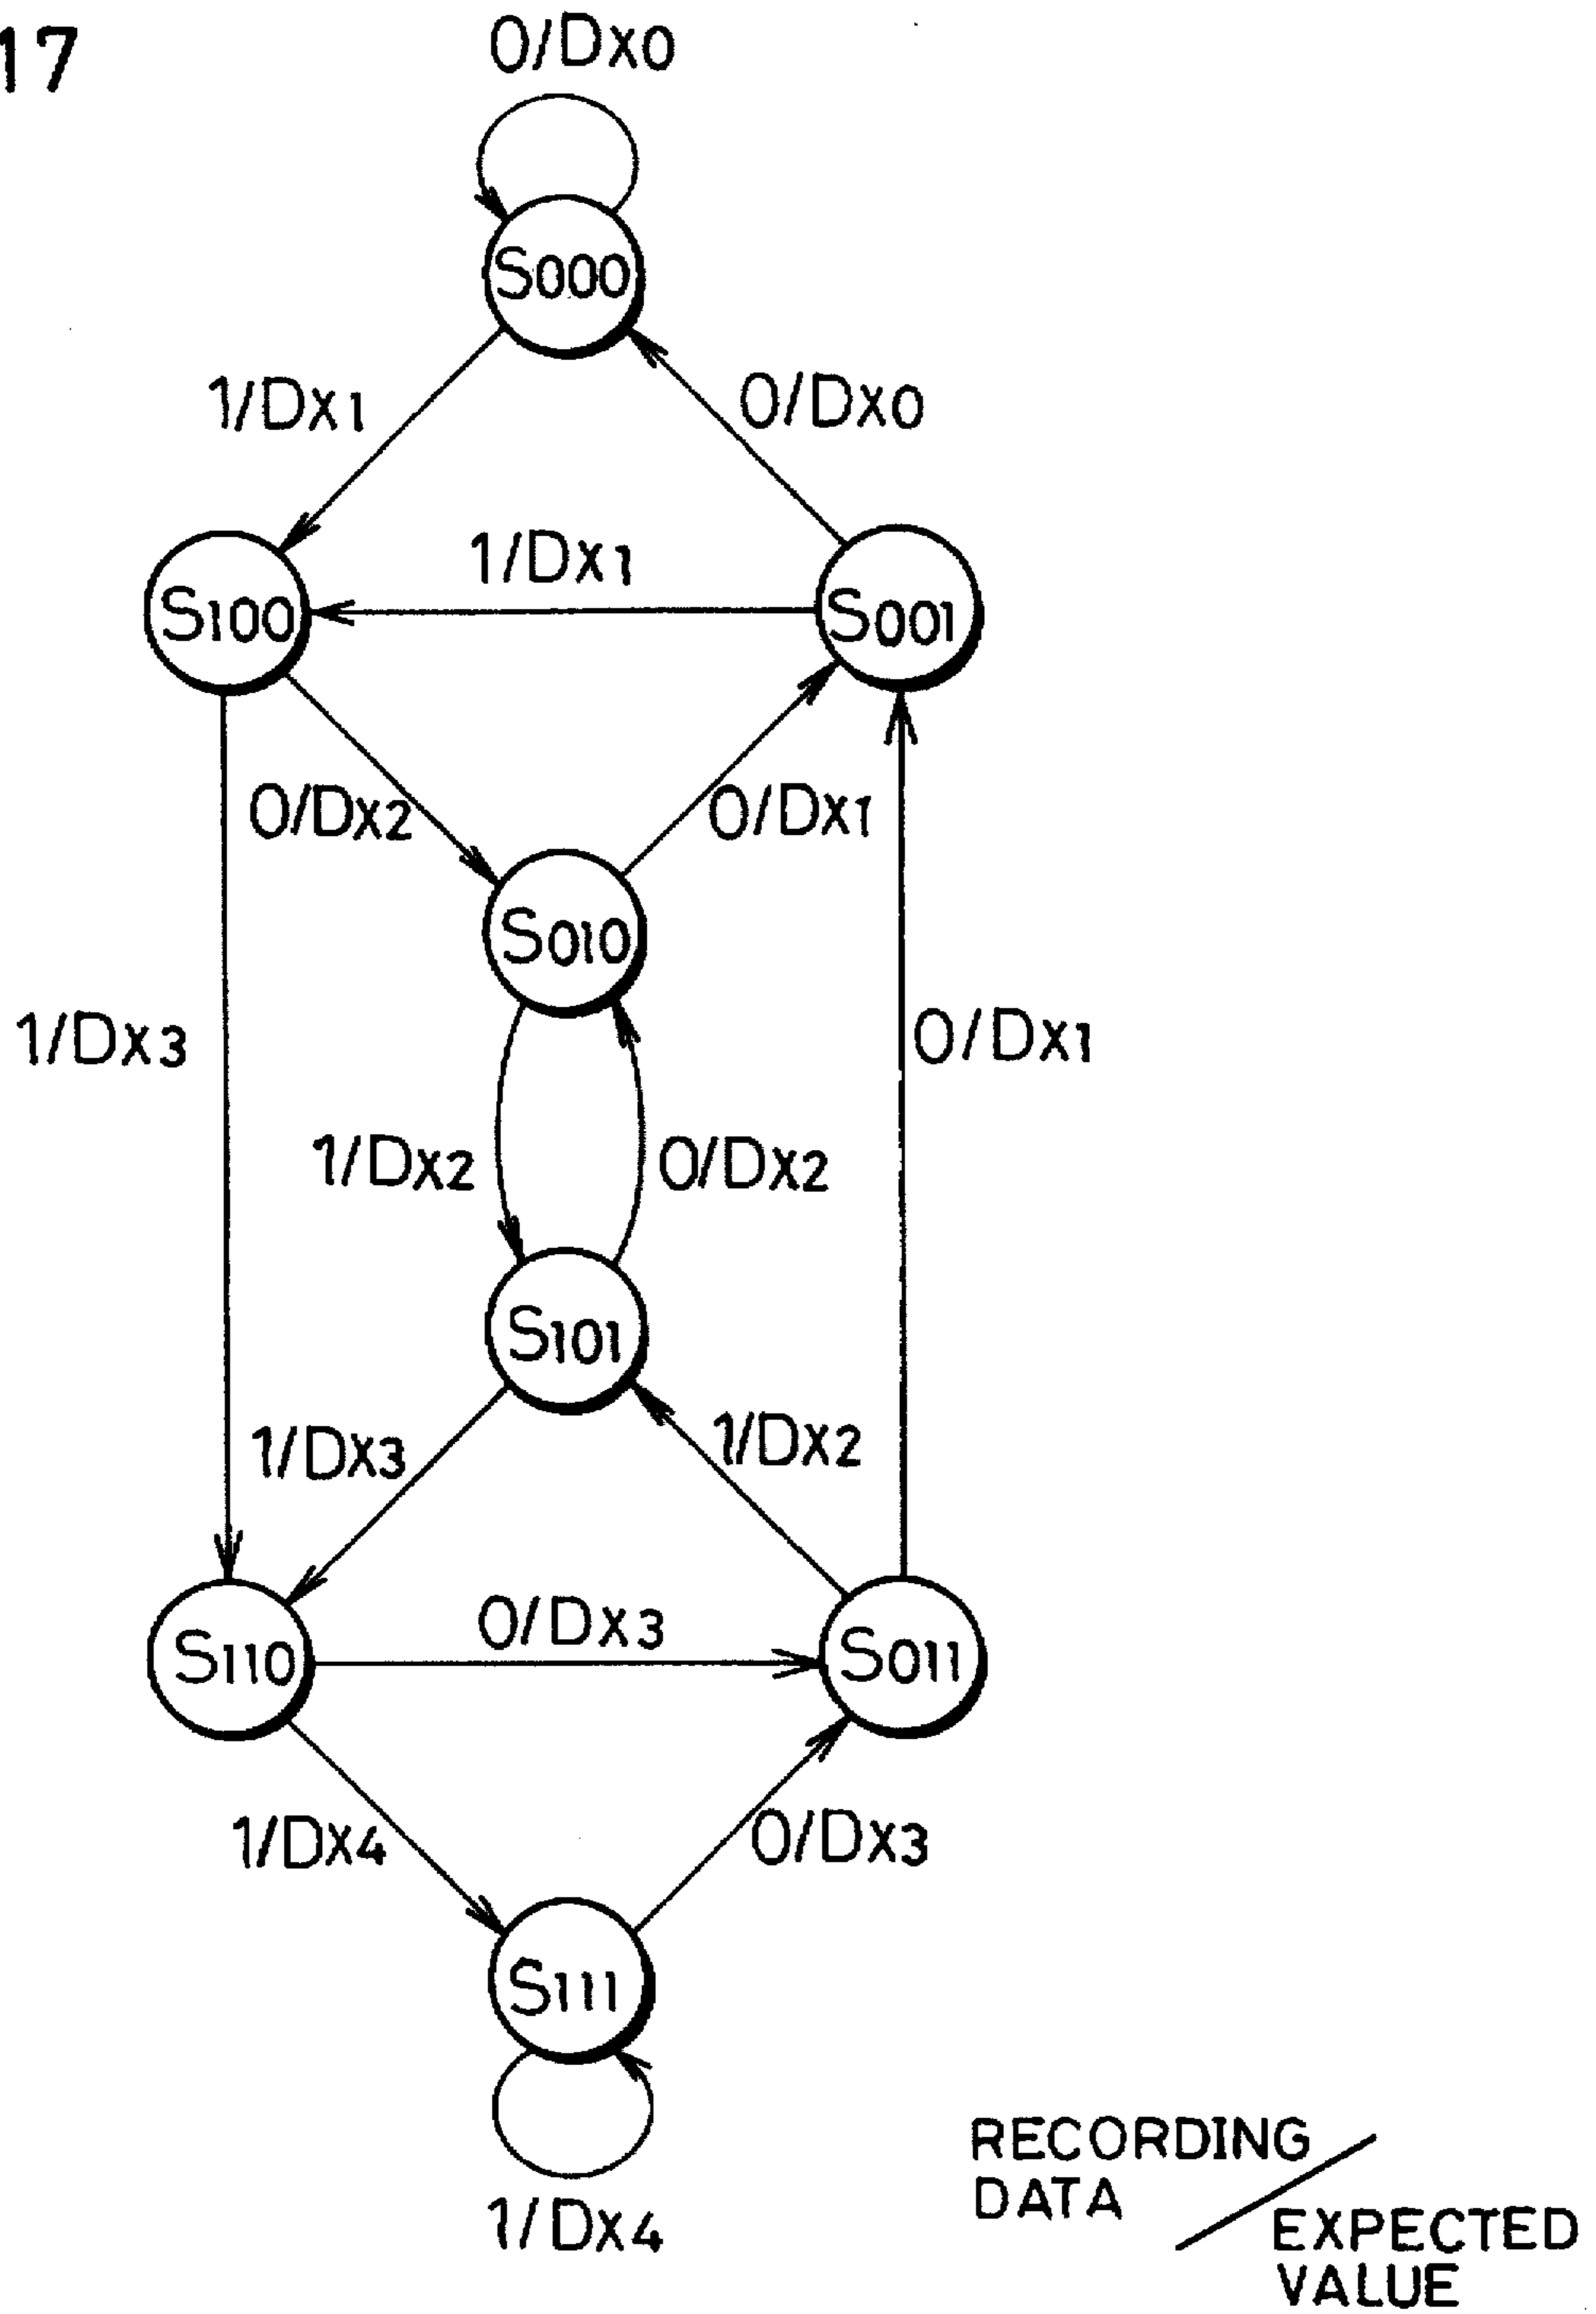 17
0/Dx0
S000
1/Dx1
0/Dx0
1/Dx1
S100
S001
0/Dx2
0/Dx1
S010
1/Dx3
0/Dx1
1/Dx2
0/Dx2
S101
1/Dx3
1/Dx2
0/Dx3
S110
S011
1/Dx4
0/Dx3
S111
1/Dx4
RECORDING
DATA
EXPECTED
VALUE